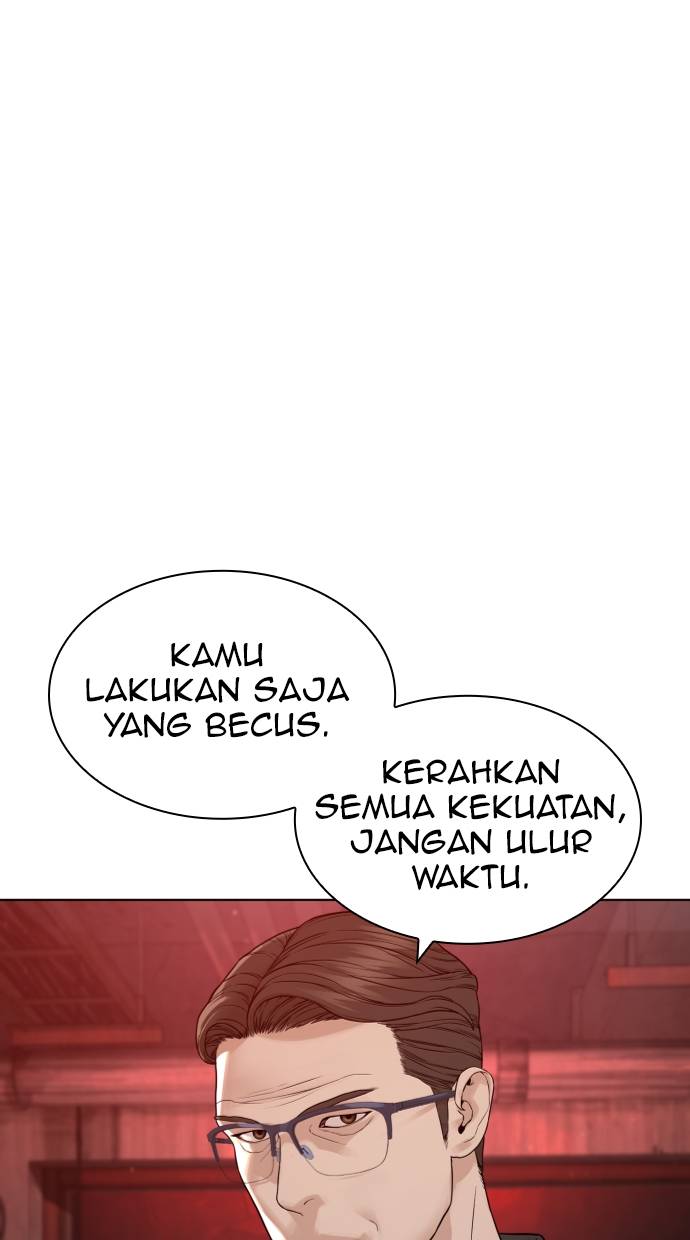 KAMU
LAKUKAN SAJA
YANG BECUS.
KERAHKAN
SEMUA KEKUATAN,
JANGAN ULUR
WAKTU.